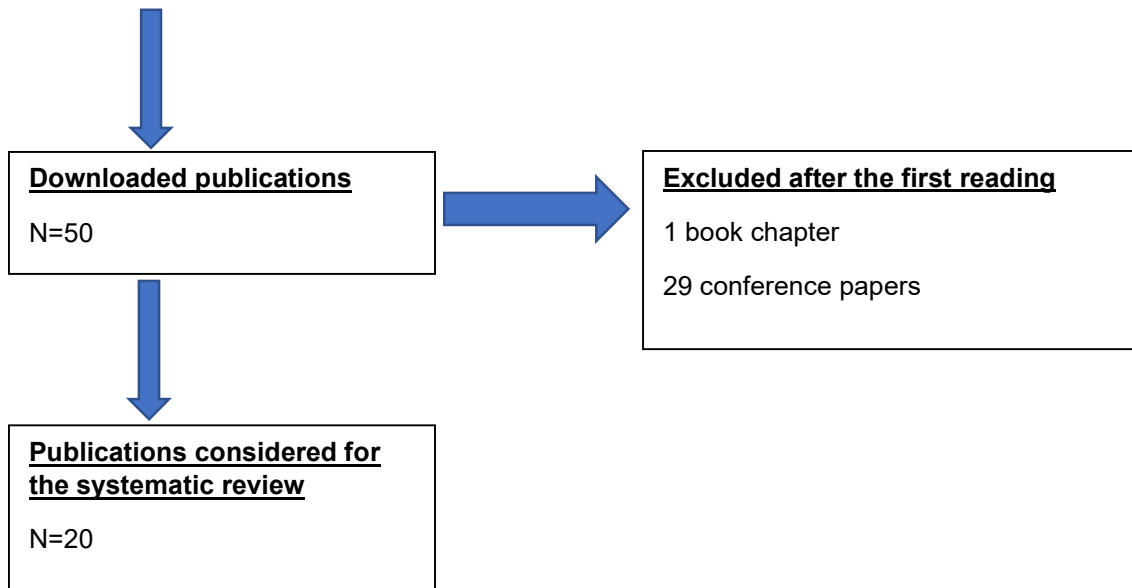 Downloaded publications
N=50
Excluded after the first reading
1 book chapter
29 conference papers
Publications considered for
the systematic review
N=20